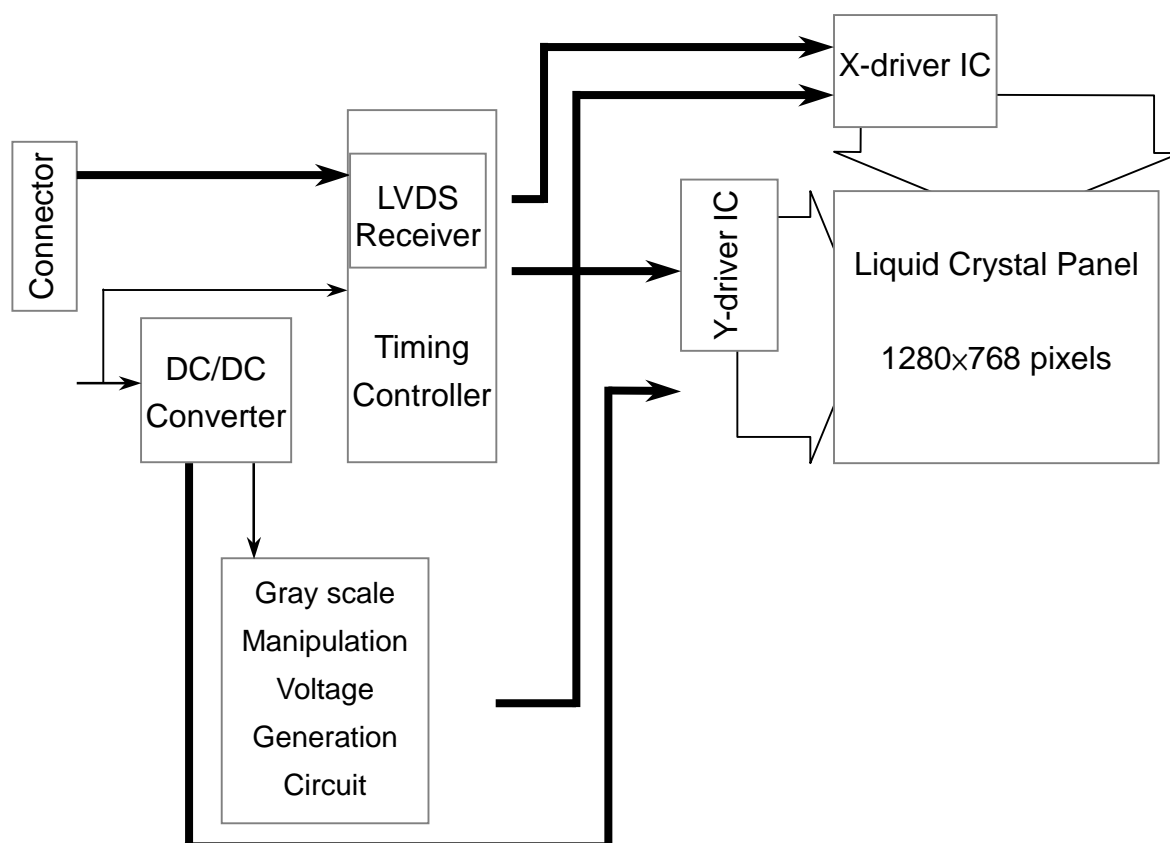 Connector
LVDS
Receiver
Timing
Controller
DC/DC
Converter
Gray scale
Manipulation
Voltage
Generation
Circuit
X-driver IC
Y-driver IC
Liquid Crystal Panel
1280×768 pixels